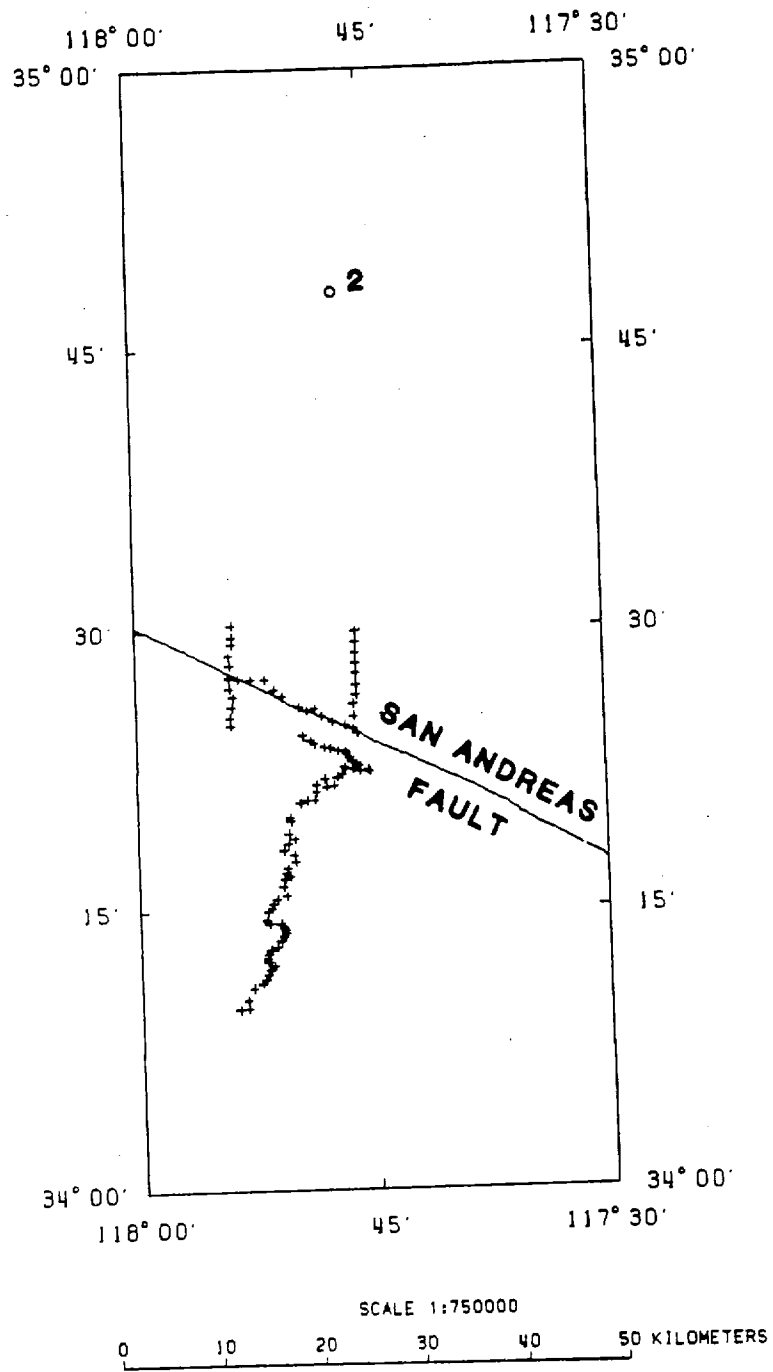 118° 00′ 45′ 117° 30′
35° 00′ 35° 00′
2
45′ 45′
30′ 30′
SAN ANDREAS
FAULT
15′ 15′
34° 00′ 34° 00′
118° 00′ 45′ 117° 30′
SCALE 1:750000
0 10 20 30 40 50 KILOMETERS